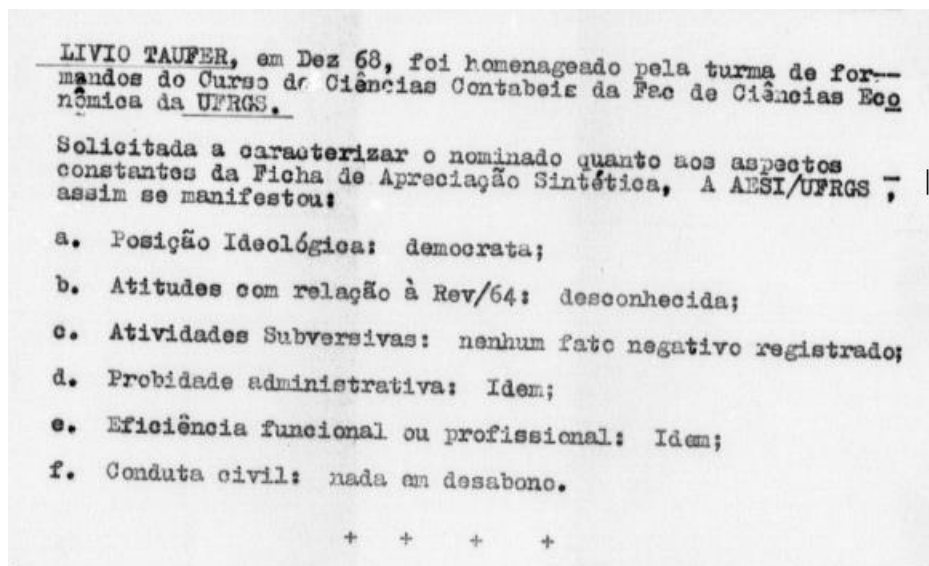 LIVIO TAUFER, em Dez 68, foi homenageado pela turma de for--
mandos do Curso de Ciências Contabeis da Fac de Ciências Eco
nômica da UFRGS.
Solicitada a caracterizar o nominado quanto aos aspectos
constantes da Ficha de Apreciação Sintética, A AESI/UFRGS ,
assim se manifestou:
a. Posição Ideológica: democrata;
b. Atitudes com relação à Rev/64: desconhecida;
c. Atividades Subversivas: nenhum fato negativo registrado;
d. Probidade administrativa: Idem;
e. Eficiência funcional ou profissional: Idem;
f. Conduta civil: nada em desabono.
+ + + +